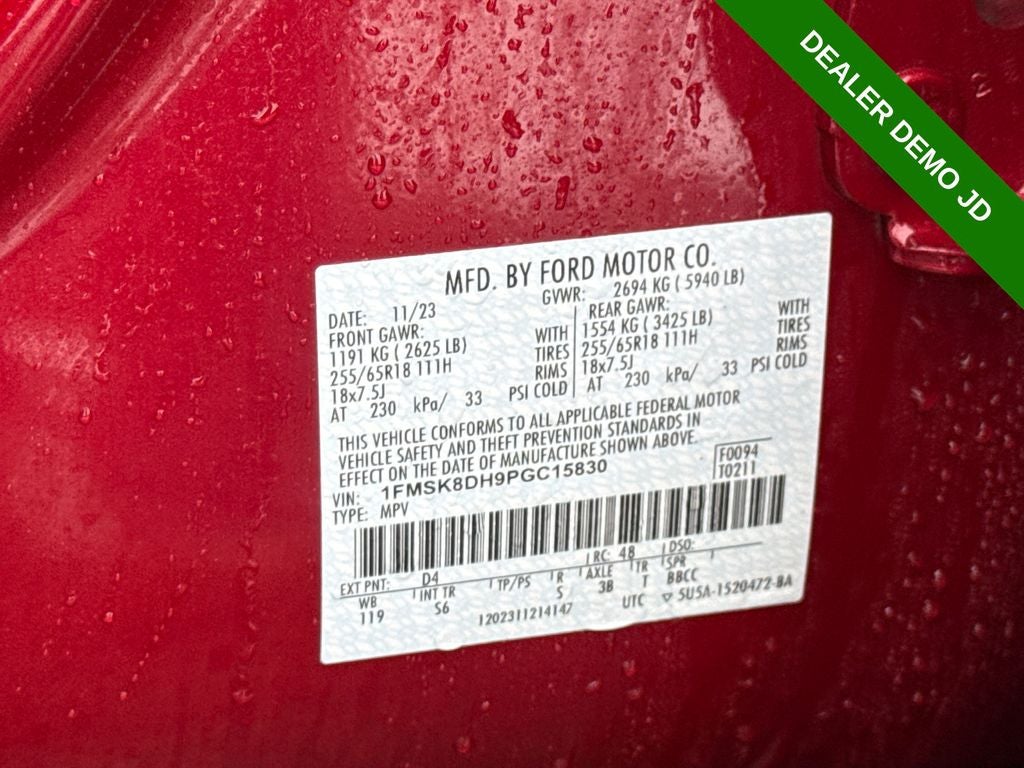 DEALER DEMO JD
MFD. BY FORD MOTOR CO.
DATE: 11/23 GVWR: 2694 KG ( 5940 LB)
FRONT GAWR: REAR GAWR:
1191 KG ( 2625 LB) WITH 1554 KG ( 3425 LB) WITH
255/65R18 111H TIRES 255/65R18 111H TIRES
18x7.5J RIMS 18x7.5J RIMS
AT 230 kPa/ 33 PSI COLD AT 230 kPa/ 33 PSI COLD
THIS VEHICLE CONFORMS TO ALL APPLICABLE FEDERAL MOTOR
VEHICLE SAFETY AND THEFT PREVENTION STANDARDS IN
EFFECT ON THE DATE OF MANUFACTURE SHOWN ABOVE.
VIN: 1FMSK8DH9PGC15830 F0094
TYPE: MPV T0211
EXT PNT: D4 RC: 48 DSO:
WB INT TR TP/PS R AXLE TR SPR
119 S6 S 3B T BBCC
1202311214147 UTC ▽ 5U5A-1520472-BA